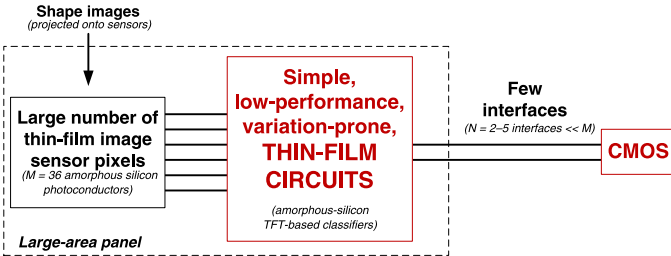 Shape images
(projected onto sensors)
Large number of
thin-film image
sensor pixels
(M = 36 amorphous silicon
photoconductors)
Simple,
low-performance,
variation-prone,
THIN-FILM
CIRCUITS
(amorphous-silicon
TFT-based classifiers)
Few
interfaces
(N = 2–5 interfaces << M)
CMOS
Large-area panel